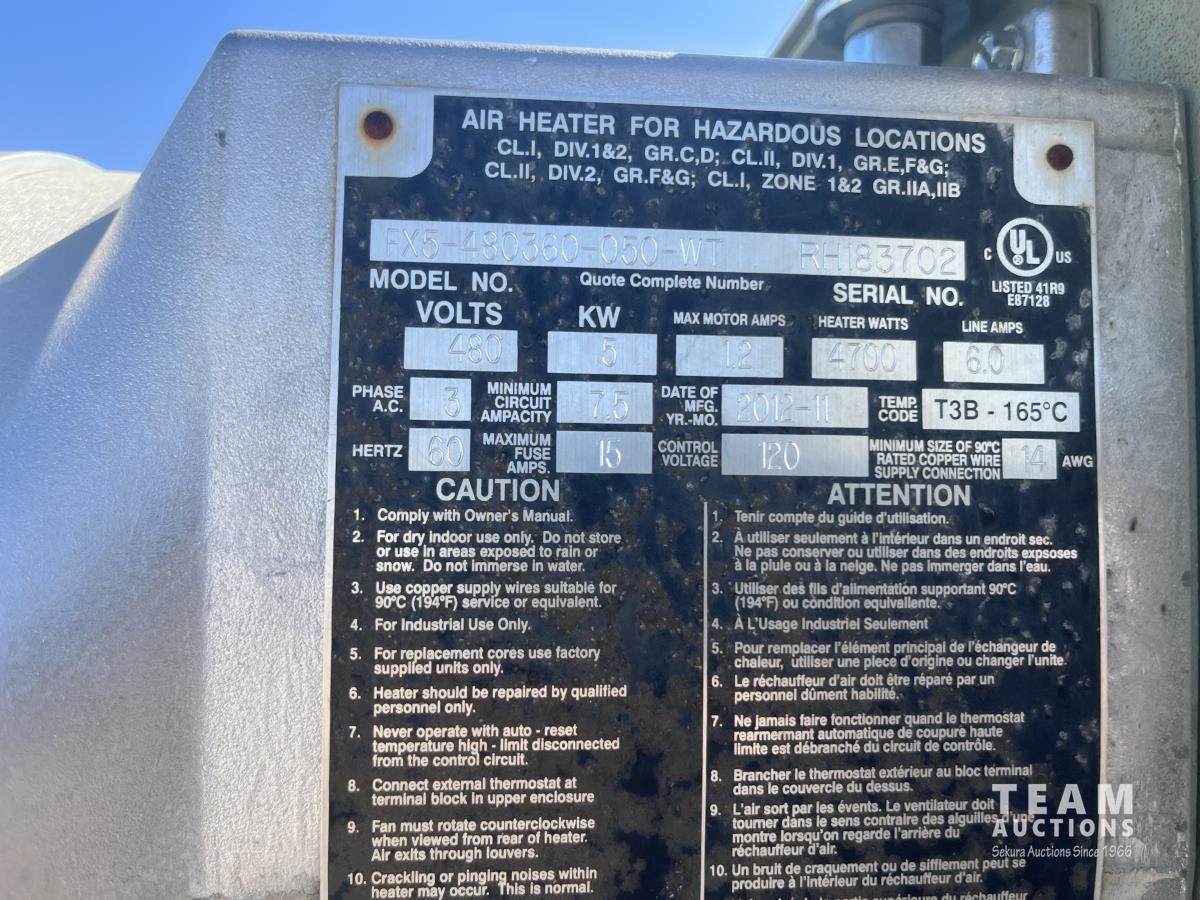 AIR HEATER FOR HAZARDOUS LOCATIONS
CL.I, DIV.1&2, GR.C,D; CL.II, DIV.1, GR.E,F&G;
CL.II, DIV.2, GR.F&G; CL.I, ZONE 1&2 GR.IIA,IIB
FX5-480360-050-WT RH183702
MODEL NO. Quote Complete Number SERIAL NO.
C UL ® US
LISTED 41R9
E87128
VOLTS KW MAX MOTOR AMPS HEATER WATTS LINE AMPS
480 5 1.2 4700 6.0
PHASE A.C. 3
MINIMUM CIRCUIT AMPACITY 7.5
DATE OF MFG. YR.-MO. 2012-11
TEMP. CODE T3B - 165°C
HERTZ 60
MAXIMUM FUSE AMPS. 15
CONTROL VOLTAGE 120
MINIMUM SIZE OF 90°C RATED COPPER WIRE SUPPLY CONNECTION 14 AWG
CAUTION
1. Comply with Owner's Manual.
2. For dry indoor use only. Do not store
or use in areas exposed to rain or
snow. Do not immerse in water.
3. Use copper supply wires suitable for
90°C (194°F) service or equivalent.
4. For Industrial Use Only.
5. For replacement cores use factory
supplied units only.
6. Heater should be repaired by qualified
personnel only.
7. Never operate with auto - reset
temperature high - limit disconnected
from the control circuit.
8. Connect external thermostat at
terminal block in upper enclosure
9. Fan must rotate counterclockwise
when viewed from rear of heater.
Air exits through louvers.
10. Crackling or pinging noises within
heater may occur. This is normal.
ATTENTION
1. Tenir compte du guide d'utilisation.
2. À utiliser seulement à l'intérieur dans un endroit sec.
Ne pas conserver ou utiliser dans des endroits exposes
à la pluie ou à la neige. Ne pas immerger dans l'eau.
3. Utiliser des fils d'alimentation supportant 90°C
(194°F) ou condition equivallente.
4. À L'Usage Industriel Seulement
5. Pour remplacer l'élément principal de l'échangeur de
chaleur, utiliser une piece d'origine ou changer l'unite.
6. Le réchauffeur d'air doit être réparé par un
personnel dûment habilité.
7. Ne jamais faire fonctionner quand le thermostat
rearmermant automatique de coupure haute
limite est débranché du circuit de contrôle.
8. Brancher le thermostat extérieur au bloc terminal
dans le couvercle du dessus.
9. L'air sort par les évents. Le ventilateur doit
tourner dans le sens contraire des aiguilles d'une
montre lorsqu'on regarde l'arrière du
réchauffeur d'air.
10. Un bruit de craquement ou de sifflement peut se
produire à l'intérieur du réchauffeur d'air.
TEAM
AUCTIONS
Sekura Auctions Since 1966